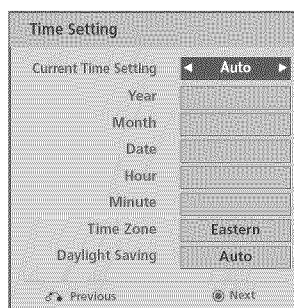 Time Setting
Current Time Setting ◄ Auto ►
Year
Month
Date
Hour
Minute
Time Zone Eastern
Daylight Saving Auto
Previous Next